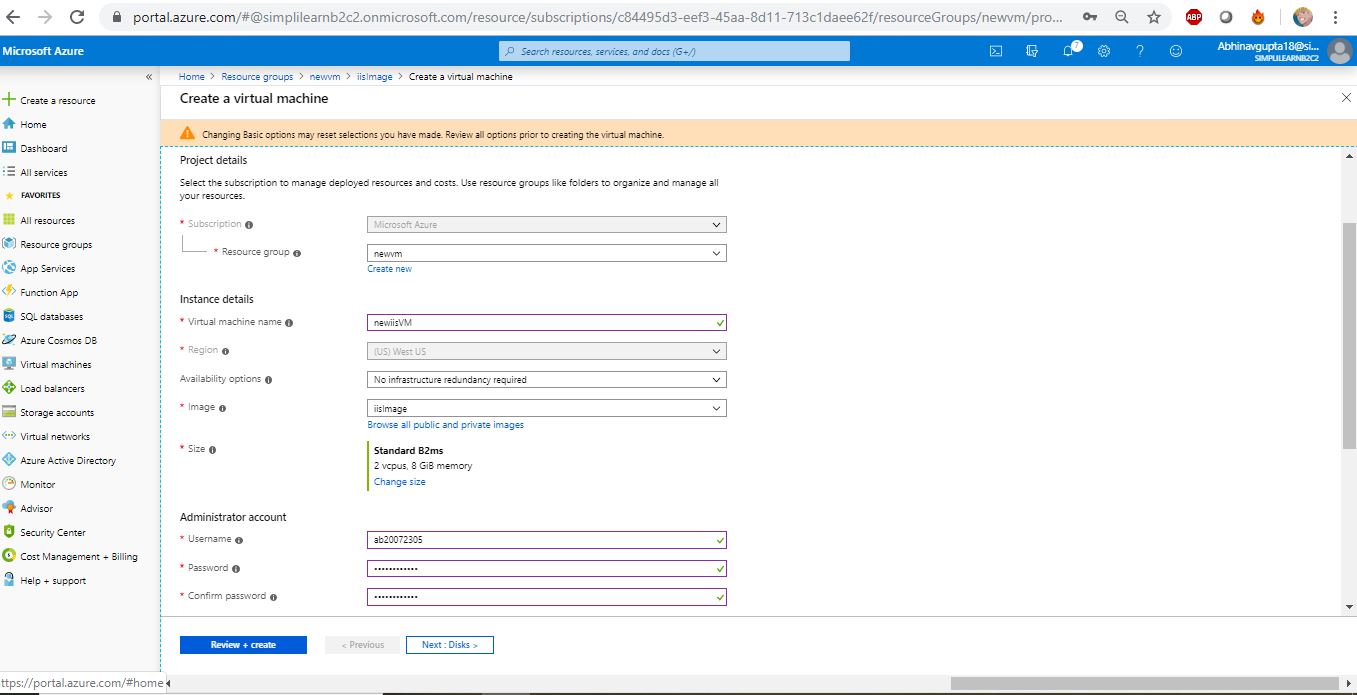 portal.azure.com/#@simplilearnb2c2.onmicrosoft.com/resource/subscriptions/c84495d3-eef3-45aa-8d11-713c1daee62f/resourceGroups/newvm/pro...
ABP
Microsoft Azure
Search resources, services, and docs (G+/)
7
Abhinavgupta18@si...
SIMPLILEARNB2C2
«
Create a resource
Home
Dashboard
All services
FAVORITES
All resources
Resource groups
App Services
Function App
SQL databases
Azure Cosmos DB
Virtual machines
Load balancers
Storage accounts
Virtual networks
Azure Active Directory
Monitor
Advisor
Security Center
Cost Management + Billing
Help + support
ttps://portal.azure.com/#home
Home > Resource groups > newvm > iisImage > Create a virtual machine
Create a virtual machine
Changing Basic options may reset selections you have made. Review all options prior to creating the virtual machine.
Project details
Select the subscription to manage deployed resources and costs. Use resource groups like folders to organize and manage all
your resources.
* Subscription Microsoft Azure
* Resource group newvm
Create new
Instance details
* Virtual machine name newiisVM
* Region (US) West US
Availability options No infrastructure redundancy required
* Image iisImage
Browse all public and private images
* Size Standard B2ms
2 vcpus, 8 GiB memory
Change size
Administrator account
* Username ab20072305
* Password ••••••••••••
* Confirm password ••••••••••••
Review + create < Previous Next : Disks >